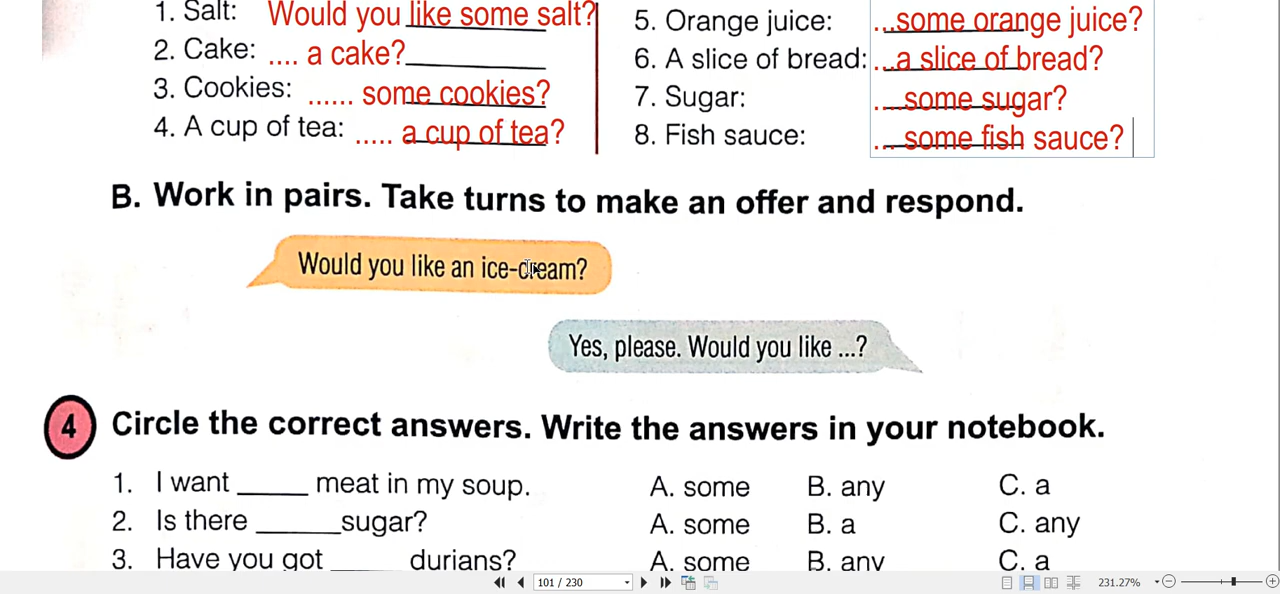 1. Salt: Would you like some salt?
2. Cake: .... a cake?
3. Cookies: ...... some cookies?
4. A cup of tea: ..... a cup of tea?
5. Orange juice: ...some orange juice?
6. A slice of bread: ...a slice of bread?
7. Sugar: ....some sugar?
8. Fish sauce: ... some fish sauce?
B. Work in pairs. Take turns to make an offer and respond.
Would you like an ice-cream?
Yes, please. Would you like ...?
4 Circle the correct answers. Write the answers in your notebook.
1. I want _____ meat in my soup. A. some B. any C. a
2. Is there ______sugar? A. some B. a C. any
3. Have you got _____ durians? A. some B. any C. a
101 / 230
231.27%